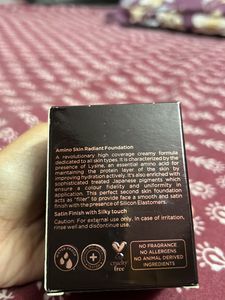 Amino Skin Radiant Foundation
A revolutionary high coverage creamy formula
dedicated to all skin types. It is characterized by the
presence of Lysine, an essential amino acid for
maintaining the protein layer of the skin by
improving hydration actively. It's also enriched with
sophisticated treated Japanese pigments which
ensure a colour fidelity and uniformity in
application. This perfect second skin foundation
acts as "filler" to provide face a smooth and satin
finish with the presence of Silicon Elastomers.
Satin Finish with Silky touch
Caution: For external use only. In case of irritation,
rinse well and discontinue use.
cruelty
free
NO FRAGRANCE
NO ALLERGENS
NO ANIMAL DERIVED
INGREDIENTS